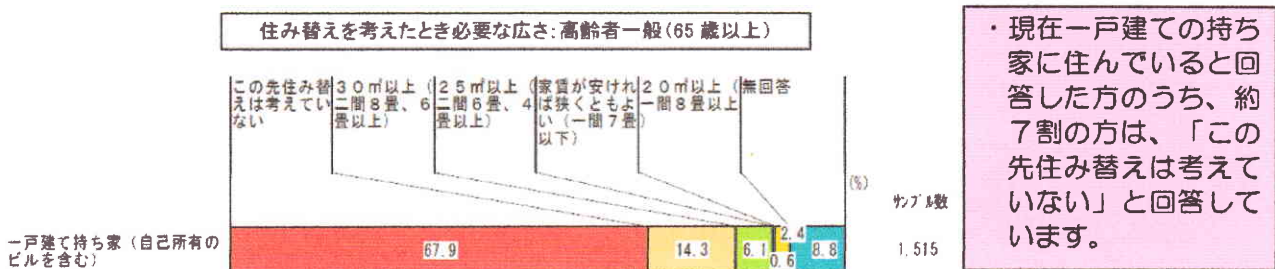 住み替えを考えたとき必要な広さ:高齢者一般(65歳以上)
この先住み替
えは考えてい
ない
30㎡以上(
二間8畳、6
畳以上)
25㎡以上(
二間6畳、4
畳以上)
家賃が安けれ
ば狭くともよ
い(一間7畳
以下)
20㎡以上(
一間8畳以上
)
無回答
(%)
サンプル数
一戸建て持ち家(自己所有の
ビルを含む)
67.9
14.3
6.1
0.6
2.4
8.8
1,515
・現在一戸建ての持ち
家に住んでいると回
答した方のうち、約
7割の方は、「この
先住み替えは考えて
いない」と回答して
います。